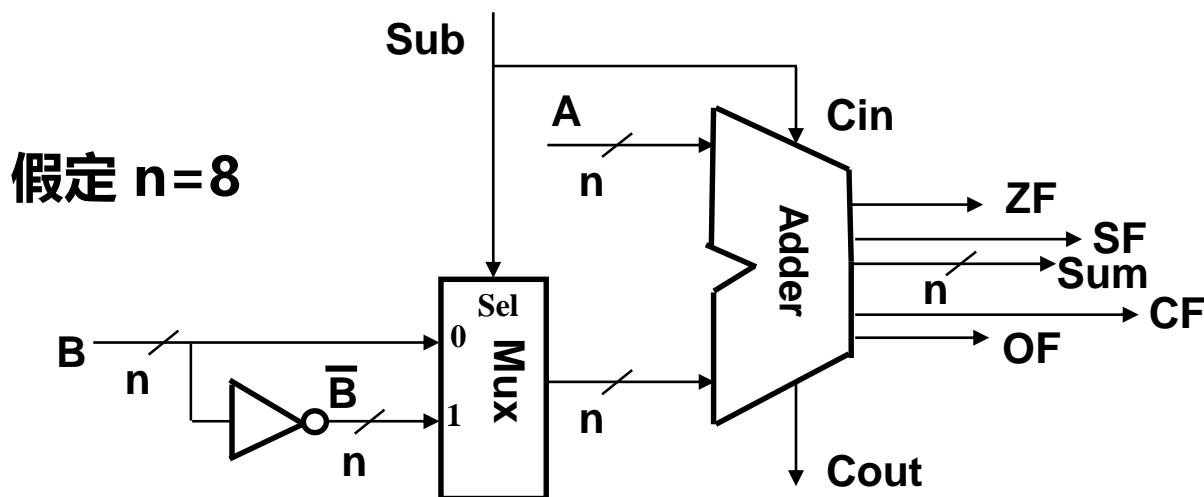 Sub
A
Cin
n
假定 n=8
ZF
SF
Adder
Sum
n
CF
OF
Sel
0
Mux
B
n
B̅
1
n
n
Cout